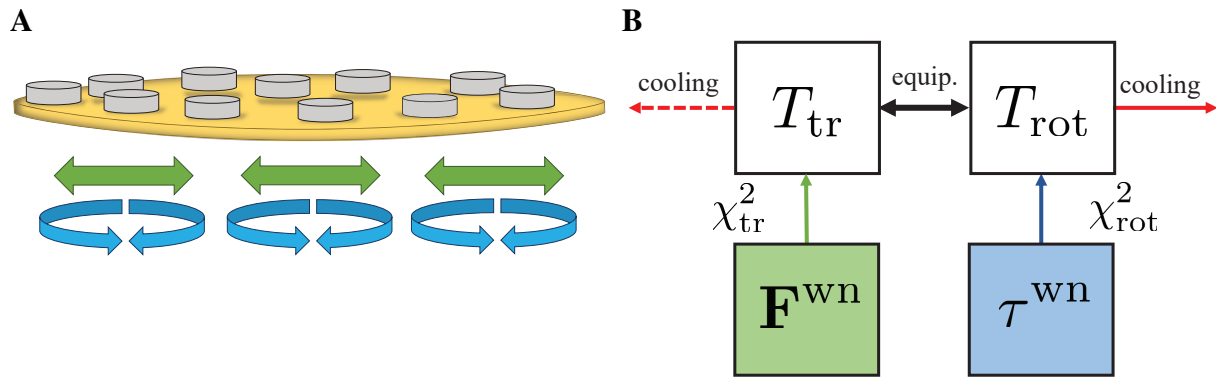 A
B
cooling
T_tr
equip.
T_rot
cooling
χ²_tr
χ²_rot
F^wn
τ^wn